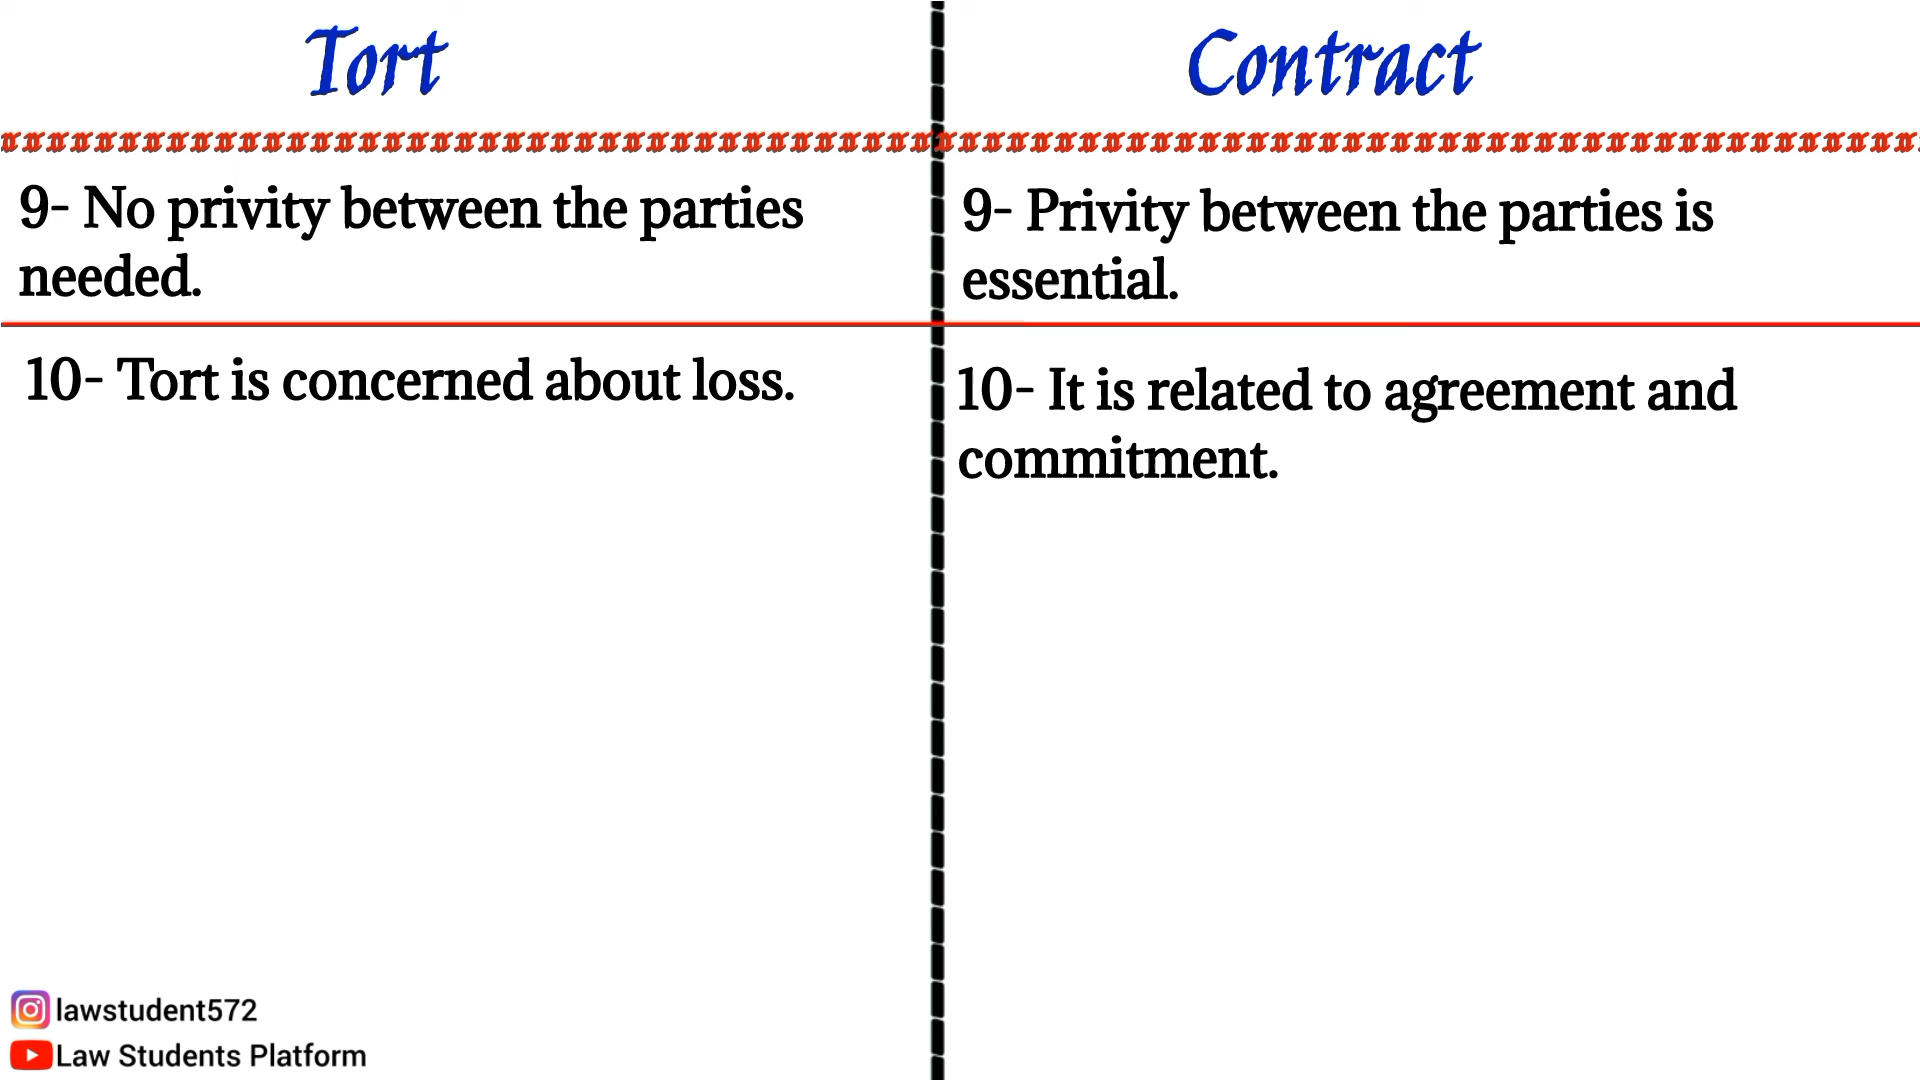 Tort
Contract
9- No privity between the parties
needed.
9- Privity between the parties is
essential.
10- Tort is concerned about loss.
10- It is related to agreement and
commitment.
lawstudent572
Law Students Platform